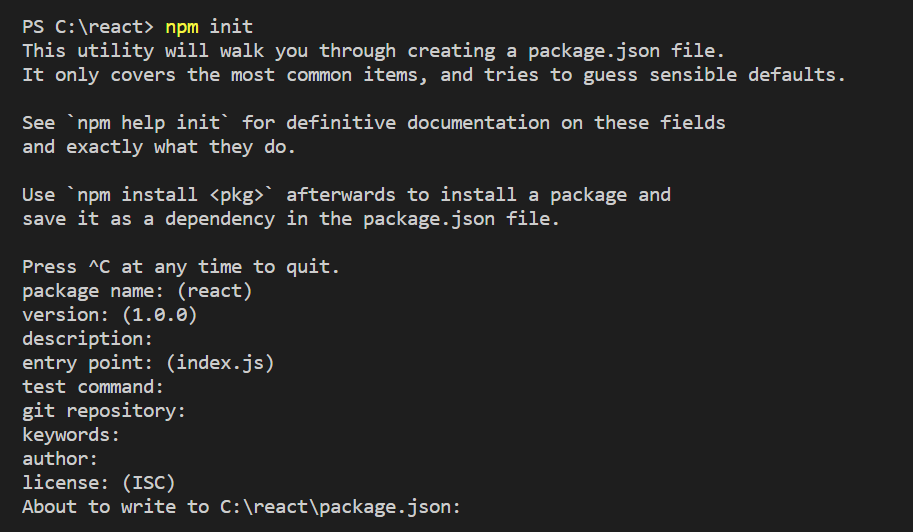 PS C:\react> npm init
This utility will walk you through creating a package.json file.
It only covers the most common items, and tries to guess sensible defaults.
See `npm help init` for definitive documentation on these fields
and exactly what they do.
Use `npm install <pkg>` afterwards to install a package and
save it as a dependency in the package.json file.
Press ^C at any time to quit.
package name: (react)
version: (1.0.0)
description:
entry point: (index.js)
test command:
git repository:
keywords:
author:
license: (ISC)
About to write to C:\react\package.json: